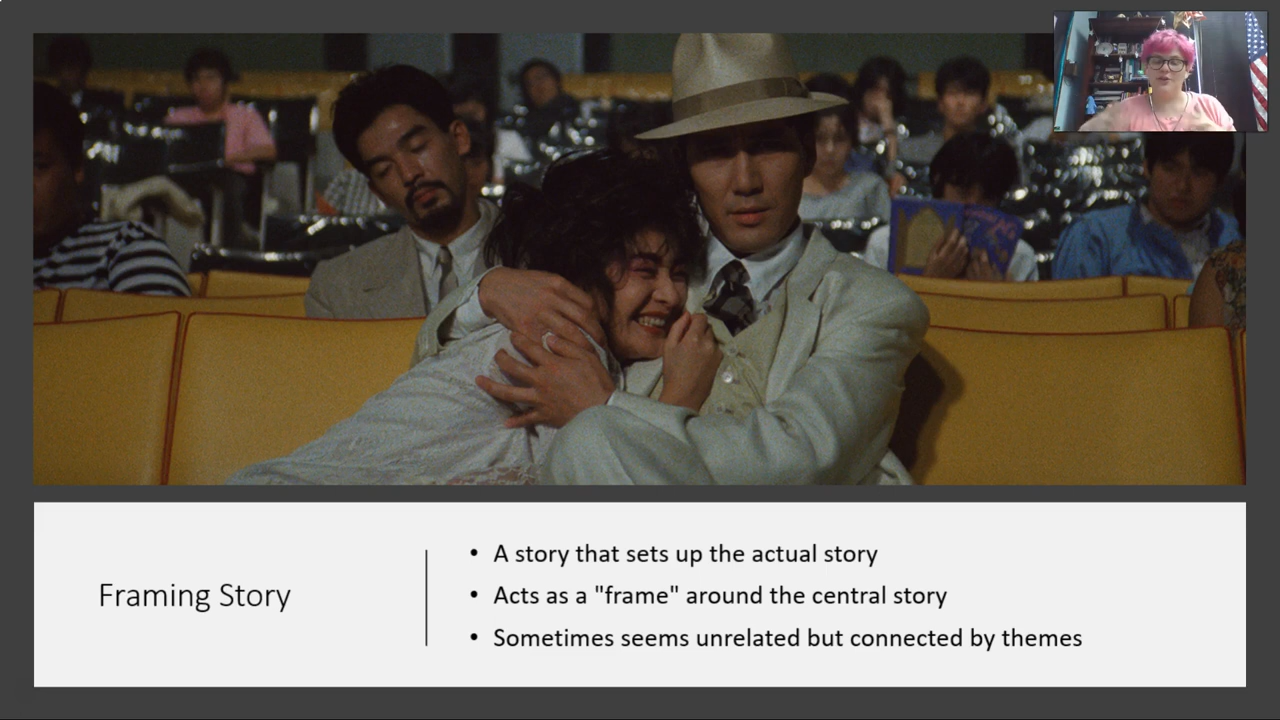 Framing Story
• A story that sets up the actual story
• Acts as a "frame" around the central story
• Sometimes seems unrelated but connected by themes